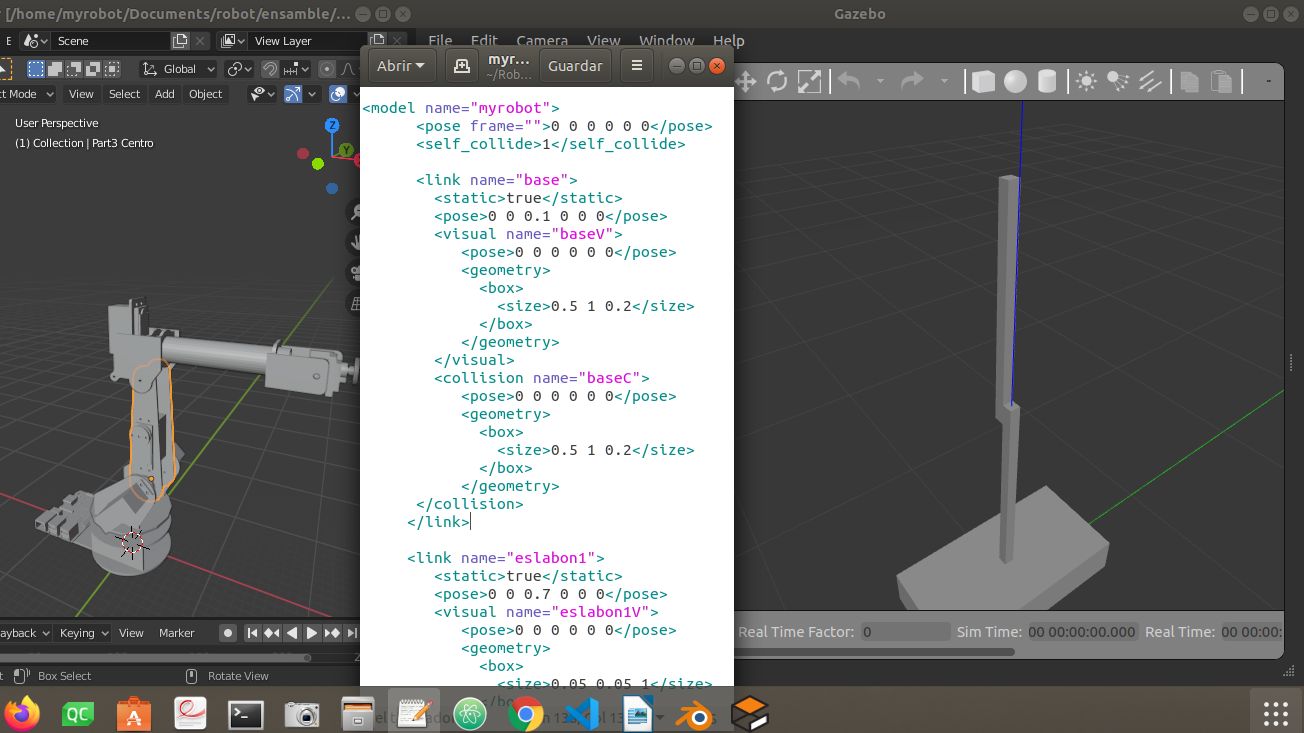 [/home/myrobot/Documents/robot/ensamble/...
Gazebo
Scene
View Layer
File Edit Camera View Window Help
Abrir
myr...
~/Rob...
Guardar
Global
Mode View Select Add Object
User Perspective
(1) Collection | Part3 Centro
Z
Y
<model name="myrobot">
<pose frame="">0 0 0 0 0 0</pose>
<self_collide>1</self_collide>
<link name="base">
<static>true</static>
<pose>0 0 0.1 0 0 0</pose>
<visual name="baseV">
<pose>0 0 0 0 0 0</pose>
<geometry>
<box>
<size>0.5 1 0.2</size>
</box>
</geometry>
</visual>
<collision name="baseC">
<pose>0 0 0 0 0 0</pose>
<geometry>
<box>
<size>0.5 1 0.2</size>
</box>
</geometry>
</collision>
</link>
<link name="eslabon1">
<static>true</static>
<pose>0 0 0.7 0 0 0</pose>
<visual name="eslabon1V">
<pose>0 0 0 0 0 0</pose>
<geometry>
<box>
<size>0.05 0.05 1</size>
ayback Keying View Marker
Real Time Factor: 0 Sim Time: 00 00:00:00.000 Real Time: 00 00:00:
Box Select
Rotate View
QC